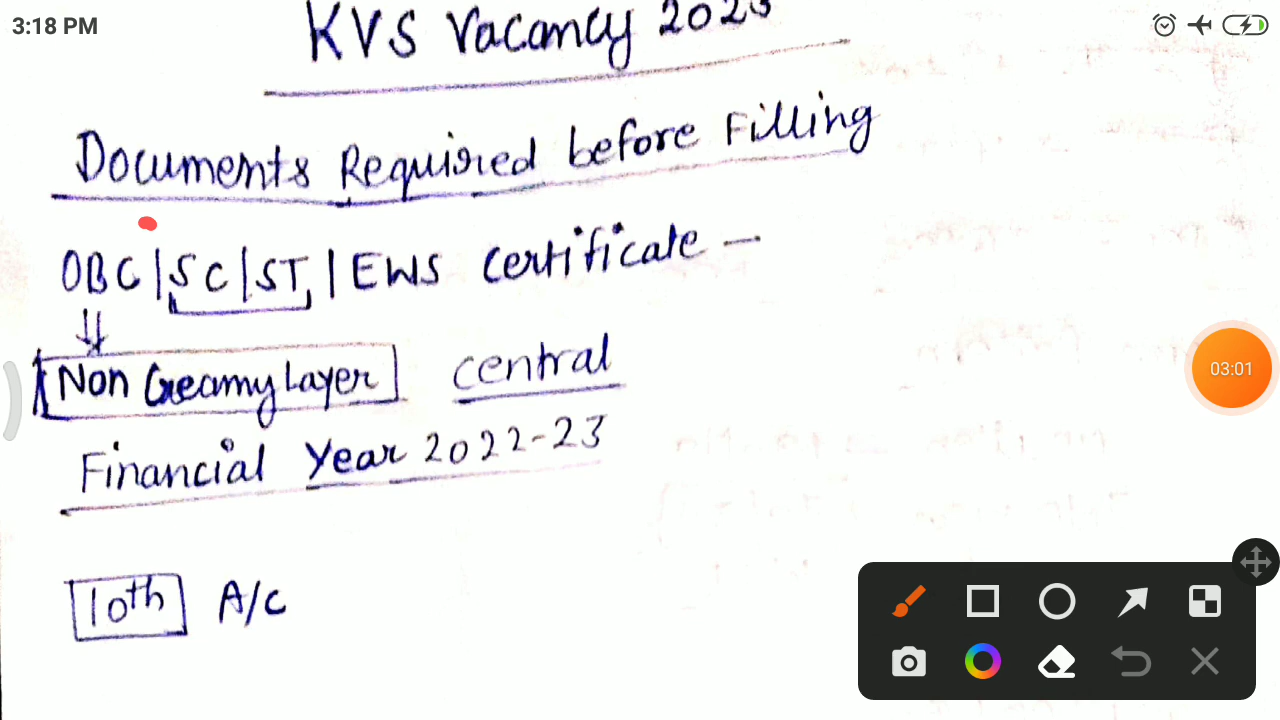 3:18 PM
KVS Vacancy 2023
Documents Required before Filling
OBC | SC | ST | EWS Certificate —
Non Creamy Layer central
Financial Year 2022-23
03:01
10th A/C